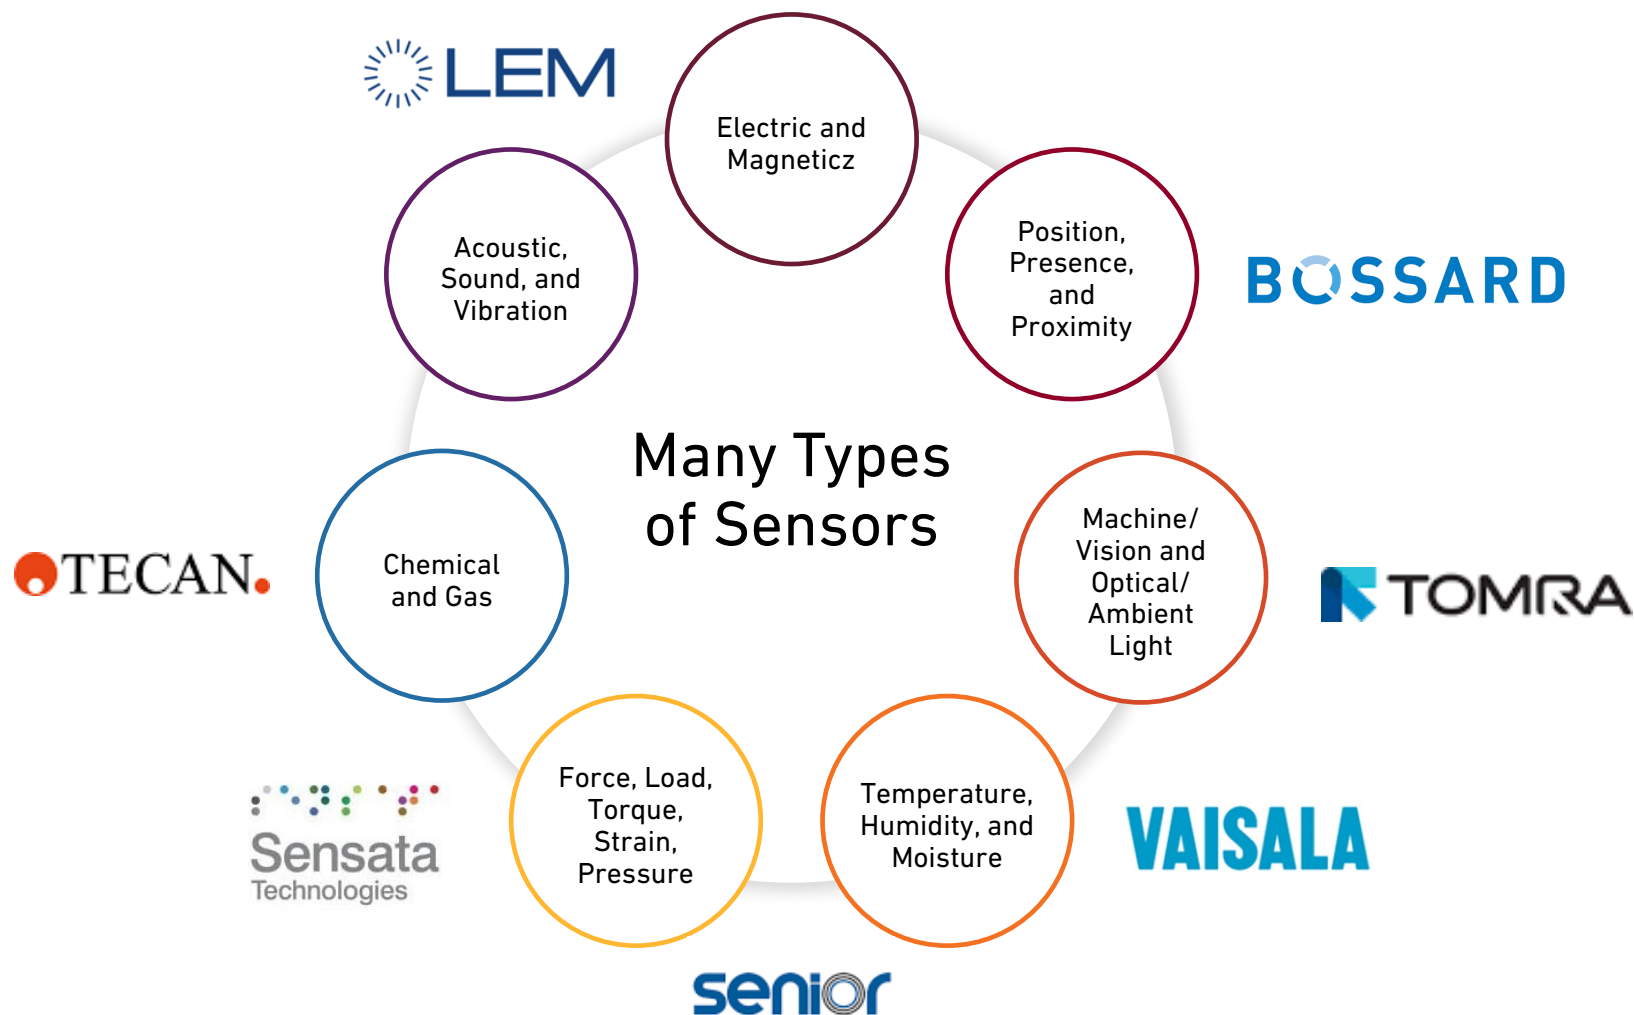 LEM
Electric and
Magneticz
Acoustic,
Sound, and
Vibration
Position,
Presence,
and
Proximity
BOSSARD
Many Types
of Sensors
TECAN.
Chemical
and Gas
Machine/
Vision and
Optical/
Ambient
Light
TOMRA
Sensata
Technologies
Force, Load,
Torque,
Strain,
Pressure
Temperature,
Humidity, and
Moisture
VAISALA
senior